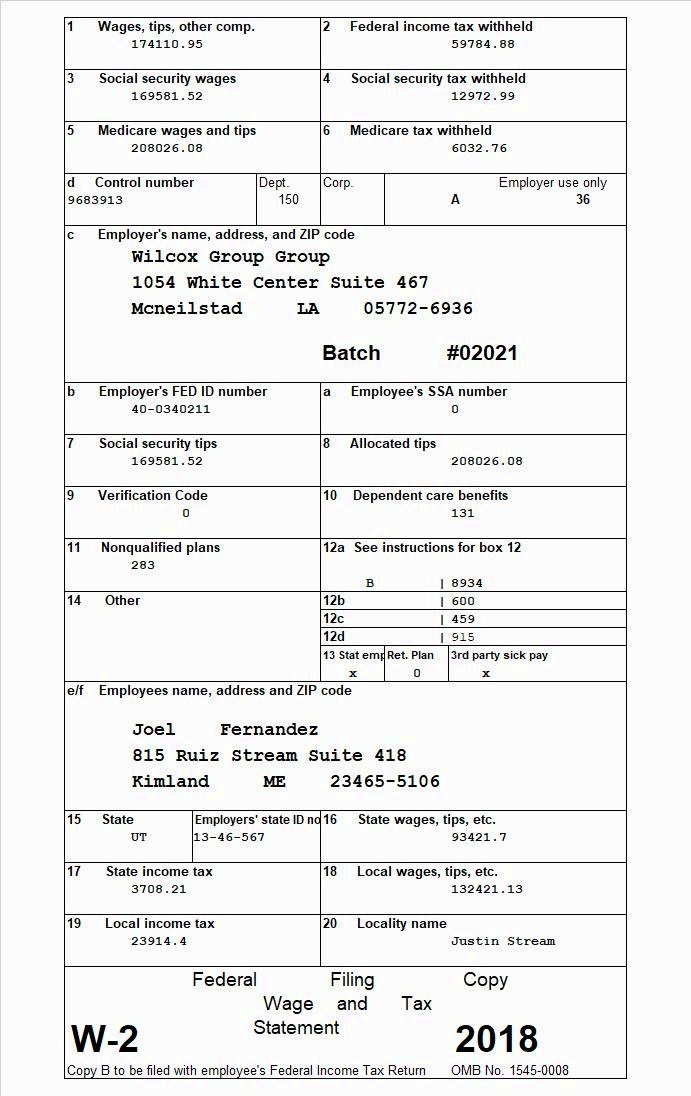 1 Wages, tips, other comp. 2 Federal income tax withheld
174110.95 59784.88
3 Social security wages 4 Social security tax withheld
169581.52 12972.99
5 Medicare wages and tips 6 Medicare tax withheld
208026.08 6032.76
d Control number Dept. Corp. Employer use only
9683913 150 A 36
c Employer's name, address, and ZIP code
Wilcox Group Group
1054 White Center Suite 467
Mcneilstad LA 05772-6936
Batch #02021
b Employer's FED ID number a Employee's SSA number
40-0340211 0
7 Social security tips 8 Allocated tips
169581.52 208026.08
9 Verification Code 10 Dependent care benefits
0 131
11 Nonqualified plans 12a See instructions for box 12
283
B | 8934
14 Other 12b | 600
12c | 459
12d | 915
13 Stat emp Ret. Plan 3rd party sick pay
x 0 x
e/f Employees name, address and ZIP code
Joel Fernandez
815 Ruiz Stream Suite 418
Kimland ME 23465-5106
15 State Employers' state ID no 16 State wages, tips, etc.
UT 13-46-567 93421.7
17 State income tax 18 Local wages, tips, etc.
3708.21 132421.13
19 Local income tax 20 Locality name
23914.4 Justin Stream
Federal Filing Copy
Wage and Tax
Statement
W-2 2018
Copy B to be filed with employee's Federal Income Tax Return OMB No. 1545-0008